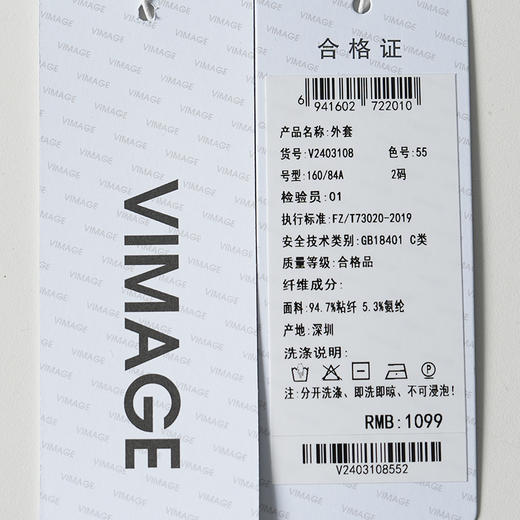 VIMAGE
合格证
6 941602 722010
产品名称:外套
货号:V2403108 色号:55
号型:160/84A 2码
检验员:01
执行标准:FZ/T73020-2019
安全技术类别:GB18401 C类
质量等级:合格品
纤维成分:
面料:94.7%粘纤 5.3%氨纶
产地:深圳
洗涤说明:
注:分开洗涤、即洗即晾、不可浸泡!
RMB:1099
V2403108552